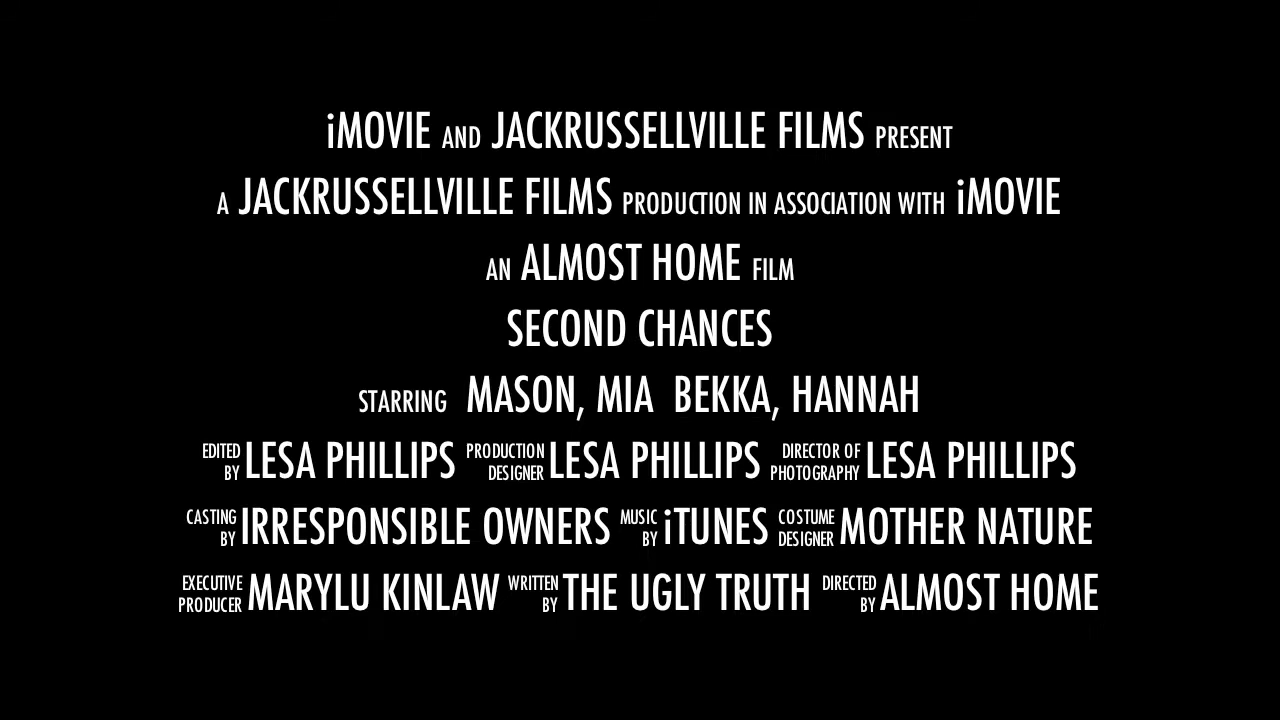 iMOVIE AND JACKRUSSELLVILLE FILMS PRESENT
A JACKRUSSELLVILLE FILMS PRODUCTION IN ASSOCIATION WITH iMOVIE
AN ALMOST HOME FILM
SECOND CHANCES
STARRING MASON, MIA BEKKA, HANNAH
EDITED BY LESA PHILLIPS PRODUCTION DESIGNER LESA PHILLIPS DIRECTOR OF PHOTOGRAPHY LESA PHILLIPS
CASTING BY IRRESPONSIBLE OWNERS MUSIC BY iTUNES COSTUME DESIGNER MOTHER NATURE
EXECUTIVE PRODUCER MARYLU KINLAW WRITTEN BY THE UGLY TRUTH DIRECTED BY ALMOST HOME